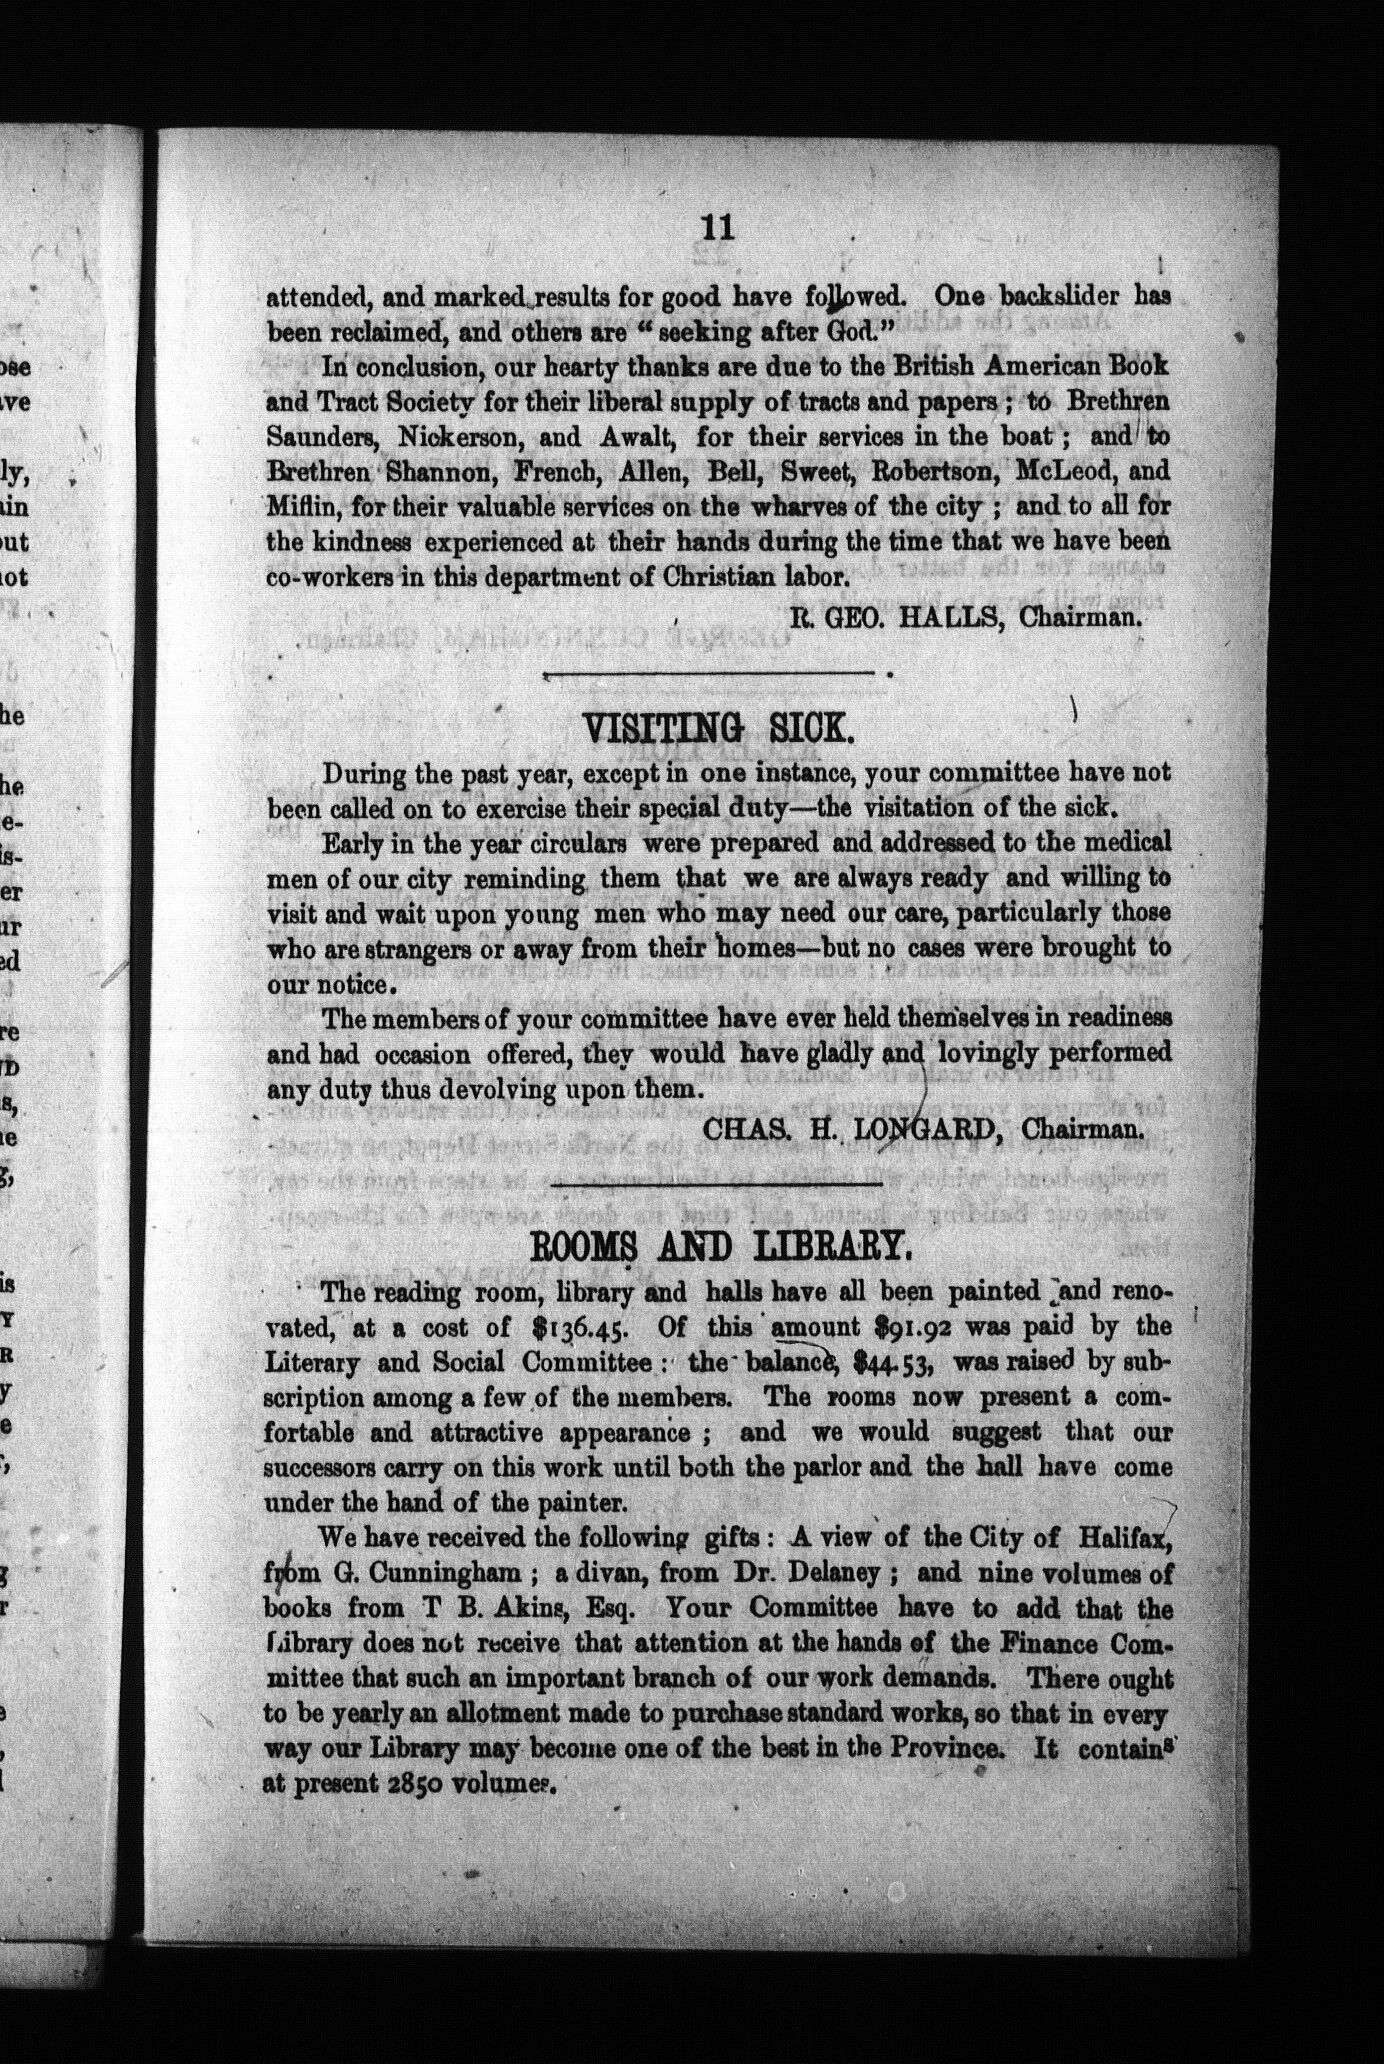 11
attended, and marked results for good have followed. One backslider has
been reclaimed, and others are “ seeking after God.”
In conclusion, our hearty thanks are due to the British American Book
and Tract Society for their liberal supply of tracts and papers ; to Brethren
Saunders, Nickerson, and Awalt, for their services in the boat ; and to
Brethren Shannon, French, Allen, Bell, Sweet, Robertson, McLeod, and
Miflin, for their valuable services on the wharves of the city ; and to all for
the kindness experienced at their hands during the time that we have been
co-workers in this department of Christian labor.
R. GEO. HALLS, Chairman.
VISITING SICK.
During the past year, except in one instance, your committee have not
been called on to exercise their special duty—the visitation of the sick.
Early in the year circulars were prepared and addressed to the medical
men of our city reminding them that we are always ready and willing to
visit and wait upon young men who may need our care, particularly those
who are strangers or away from their homes—but no cases were brought to
our notice.
The members of your committee have ever held themselves in readiness
and had occasion offered, they would have gladly and lovingly performed
any duty thus devolving upon them.
CHAS. H. LONGARD, Chairman.
ROOMS AND LIBRARY.
The reading room, library and halls have all been painted and reno-
vated, at a cost of $136.45. Of this amount $91.92 was paid by the
Literary and Social Committee : the balance, $44.53, was raised by sub-
scription among a few of the members. The rooms now present a com-
fortable and attractive appearance ; and we would suggest that our
successors carry on this work until both the parlor and the hall have come
under the hand of the painter.
We have received the following gifts : A view of the City of Halifax,
from G. Cunningham ; a divan, from Dr. Delaney ; and nine volumes of
books from T B. Akins, Esq. Your Committee have to add that the
Library does not receive that attention at the hands of the Finance Com-
mittee that such an important branch of our work demands. There ought
to be yearly an allotment made to purchase standard works, so that in every
way our Library may become one of the best in the Province. It contains
at present 2850 volumes.